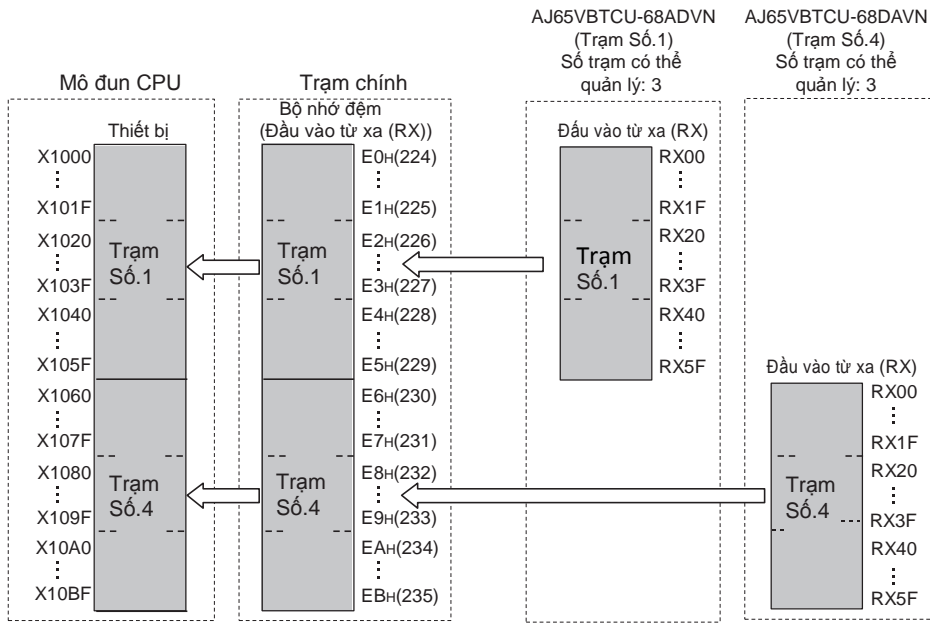 AJ65VBTCU-68ADVN
(Trạm Số.1)
Số trạm có thể
quản lý: 3
AJ65VBTCU-68DAVN
(Trạm Số.4)
Số trạm có thể
quản lý: 3
Mô đun CPU
Thiết bị
X1000
X101F
X1020
X103F
X1040
X105F
X1060
X107F
X1080
X109F
X10A0
X10BF
Trạm
Số.1
Trạm
Số.4
Trạm chính
Bộ nhớ đệm
(Đầu vào từ xa (RX))
Trạm
Số.1
Trạm
Số.4
E0H(224)
E1H(225)
E2H(226)
E3H(227)
E4H(228)
E5H(229)
E6H(230)
E7H(231)
E8H(232)
E9H(233)
EAH(234)
EBH(235)
Đấu vào từ xa (RX)
Trạm
Số.1
RX00
RX1F
RX20
RX3F
RX40
RX5F
Đầu vào từ xa (RX)
Trạm
Số.4
RX00
RX1F
RX20
RX3F
RX40
RX5F